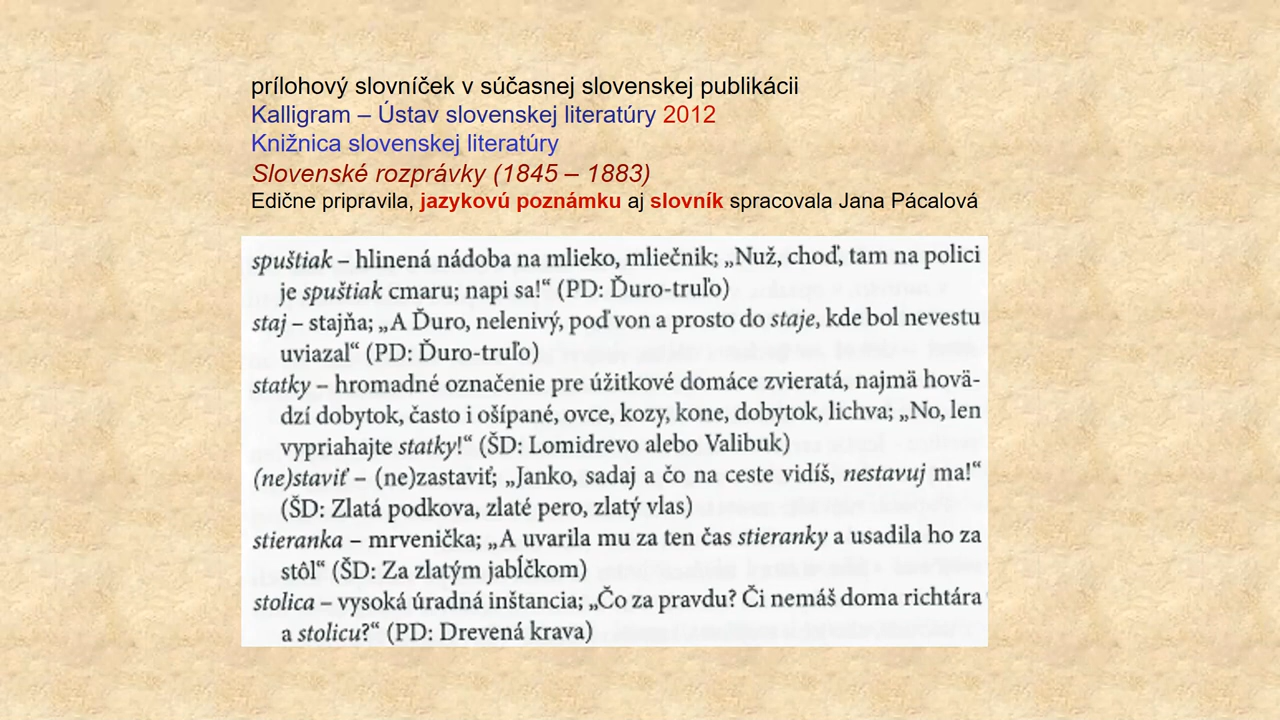 prílohový slovníček v súčasnej slovenskej publikácii
Kalligram – Ústav slovenskej literatúry 2012
Knižnica slovenskej literatúry
Slovenské rozprávky (1845 – 1883)
Edične pripravila, jazykovú poznámku aj slovník spracovala Jana Pácalová
spuštiak – hlinená nádoba na mlieko, mliečnik; „Nuž, choď, tam na polici
je spuštiak cmaru; napi sa!“ (PD: Ďuro-truľo)
staj – stajňa; „A Ďuro, nelenivý, poď von a prosto do staje, kde bol nevestu
uviazal“ (PD: Ďuro-truľo)
statky – hromadné označenie pre úžitkové domáce zvieratá, najmä hovä-
dzí dobytok, často i ošípané, ovce, kozy, kone, dobytok, lichva; „No, len
vypriahajte statky!“ (ŠD: Lomidrevo alebo Valibuk)
(ne)staviť – (ne)zastaviť; „Janko, sadaj a čo na ceste vidíš, nestavuj ma!“
(ŠD: Zlatá podkova, zlaté pero, zlatý vlas)
stieranka – mrvenička; „A uvarila mu za ten čas stieranky a usadila ho za
stôl“ (ŠD: Za zlatým jabĺčkom)
stolica – vysoká úradná inštancia; „Čo za pravdu? Či nemáš doma richtára
a stolicu?“ (PD: Drevená krava)